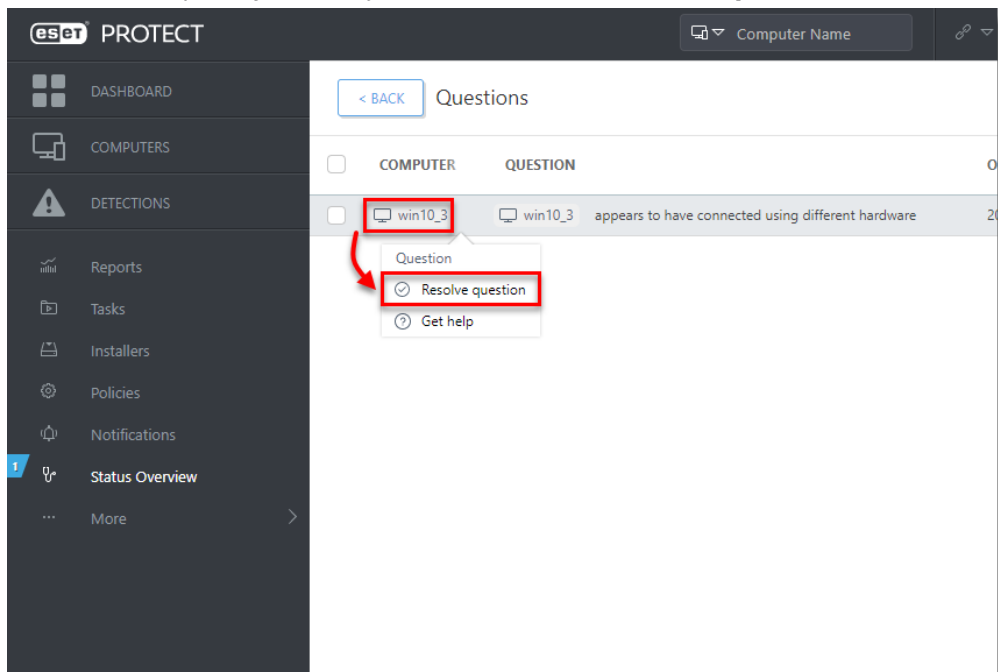 eset PROTECT
Computer Name
DASHBOARD
COMPUTERS
DETECTIONS
Reports
Tasks
Installers
Policies
Notifications
1
Status Overview
More
< BACK
Questions
COMPUTER QUESTION
win10_3 win10_3 appears to have connected using different hardware
Question
Resolve question
Get help